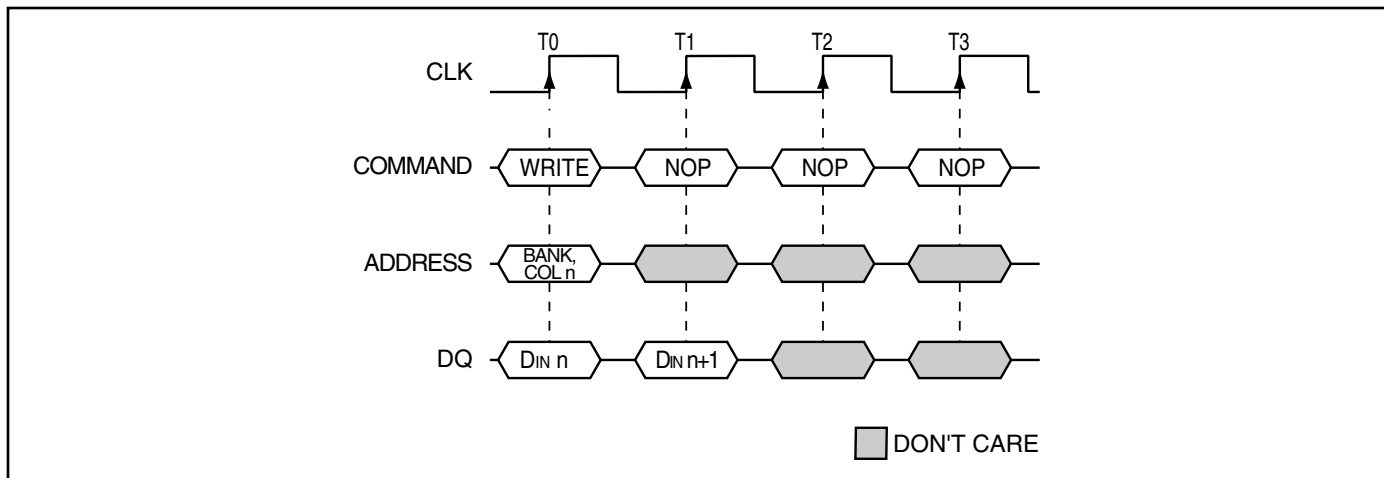 T0 T1 T2 T3
CLK
COMMAND WRITE NOP NOP NOP
ADDRESS BANK,
COL n
DQ DIN n DIN n+1
DON'T CARE